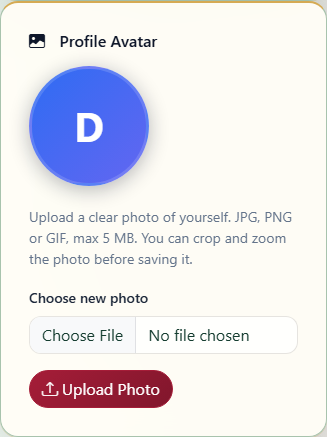 Profile Avatar
D
Upload a clear photo of yourself. JPG, PNG
or GIF, max 5 MB. You can crop and zoom
the photo before saving it.
Choose new photo
Choose File No file chosen
Upload Photo